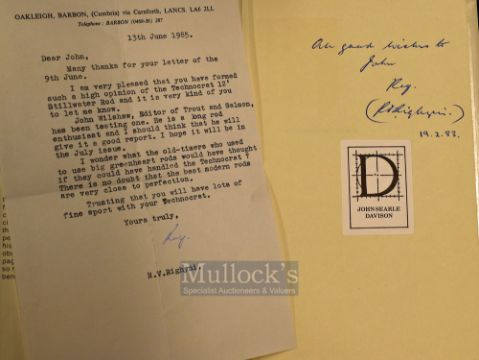 OAKLEIGH, BARBON, (Cumbria) via Carnforth, LANCS. LA6 2LL
Telephone : BARBON (0468-36) 287
13th June 1985.
Dear John,
Many thanks for your letter of the
9th June.
I am very pleased that you have formed
such a high opinion of the Technocrat 12'
Stillwater Rod and it is very kind of you
to let me know.
John Wilshaw, Editor of Trout and Salmon,
has been testing one. He is a long rod
enthusiast and I should think that he will
give it a good report. I hope it will be in
the July issue.
I wonder what the old-timers who used
to use big greenheart rods would have thought
if they could have handled the Technocrat ?
There is no doubt that the best modern rods
are very close to perfection.
Trusting that you will have lots of
fine sport with your Technocrat.
Yours truly,
Reg.
R.V.Righyni.
All good wishes to
John
Reg.
(R V Righyni.)
19.2.83.
D
JOHN SEARLE
DAVISON
Mullock's
Specialist Auctioneers & Valuers